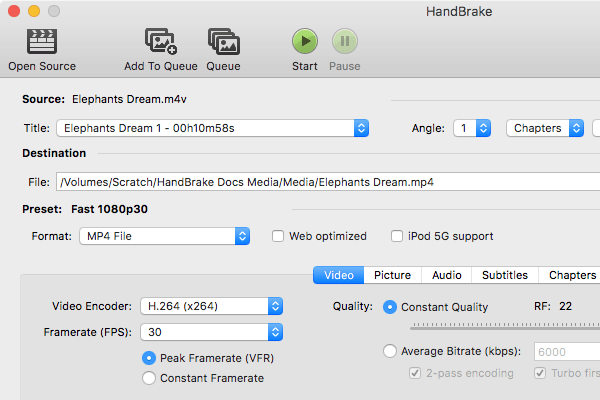 HandBrake
Open Source Add To Queue Queue Start Pause
Source: Elephants Dream.m4v
Title: Elephants Dream 1 - 00h10m58s Angle: 1 Chapters
Destination
File: /Volumes/Scratch/HandBrake Docs Media/Media/Elephants Dream.mp4
Preset: Fast 1080p30
Format: MP4 File Web optimized iPod 5G support
Video Picture Audio Subtitles Chapters
Video Encoder: H.264 (x264) Quality: Constant Quality RF: 22
Framerate (FPS): 30
Peak Framerate (VFR) Average Bitrate (kbps): 6000
Constant Framerate 2-pass encoding Turbo firs